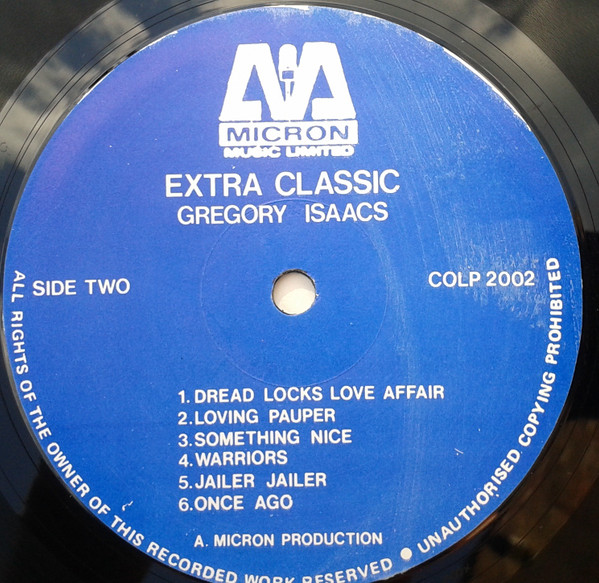 MICRON
MUSIC LIMITED
EXTRA CLASSIC
GREGORY ISAACS
SIDE TWO
COLP 2002
1. DREAD LOCKS LOVE AFFAIR
2. LOVING PAUPER
3. SOMETHING NICE
4. WARRIORS
5. JAILER JAILER
6. ONCE AGO
A. MICRON PRODUCTION
ALL RIGHTS OF THE OWNER OF THIS RECORDED WORK RESERVED ● UNAUTHORISED COPYING PROHIBITED